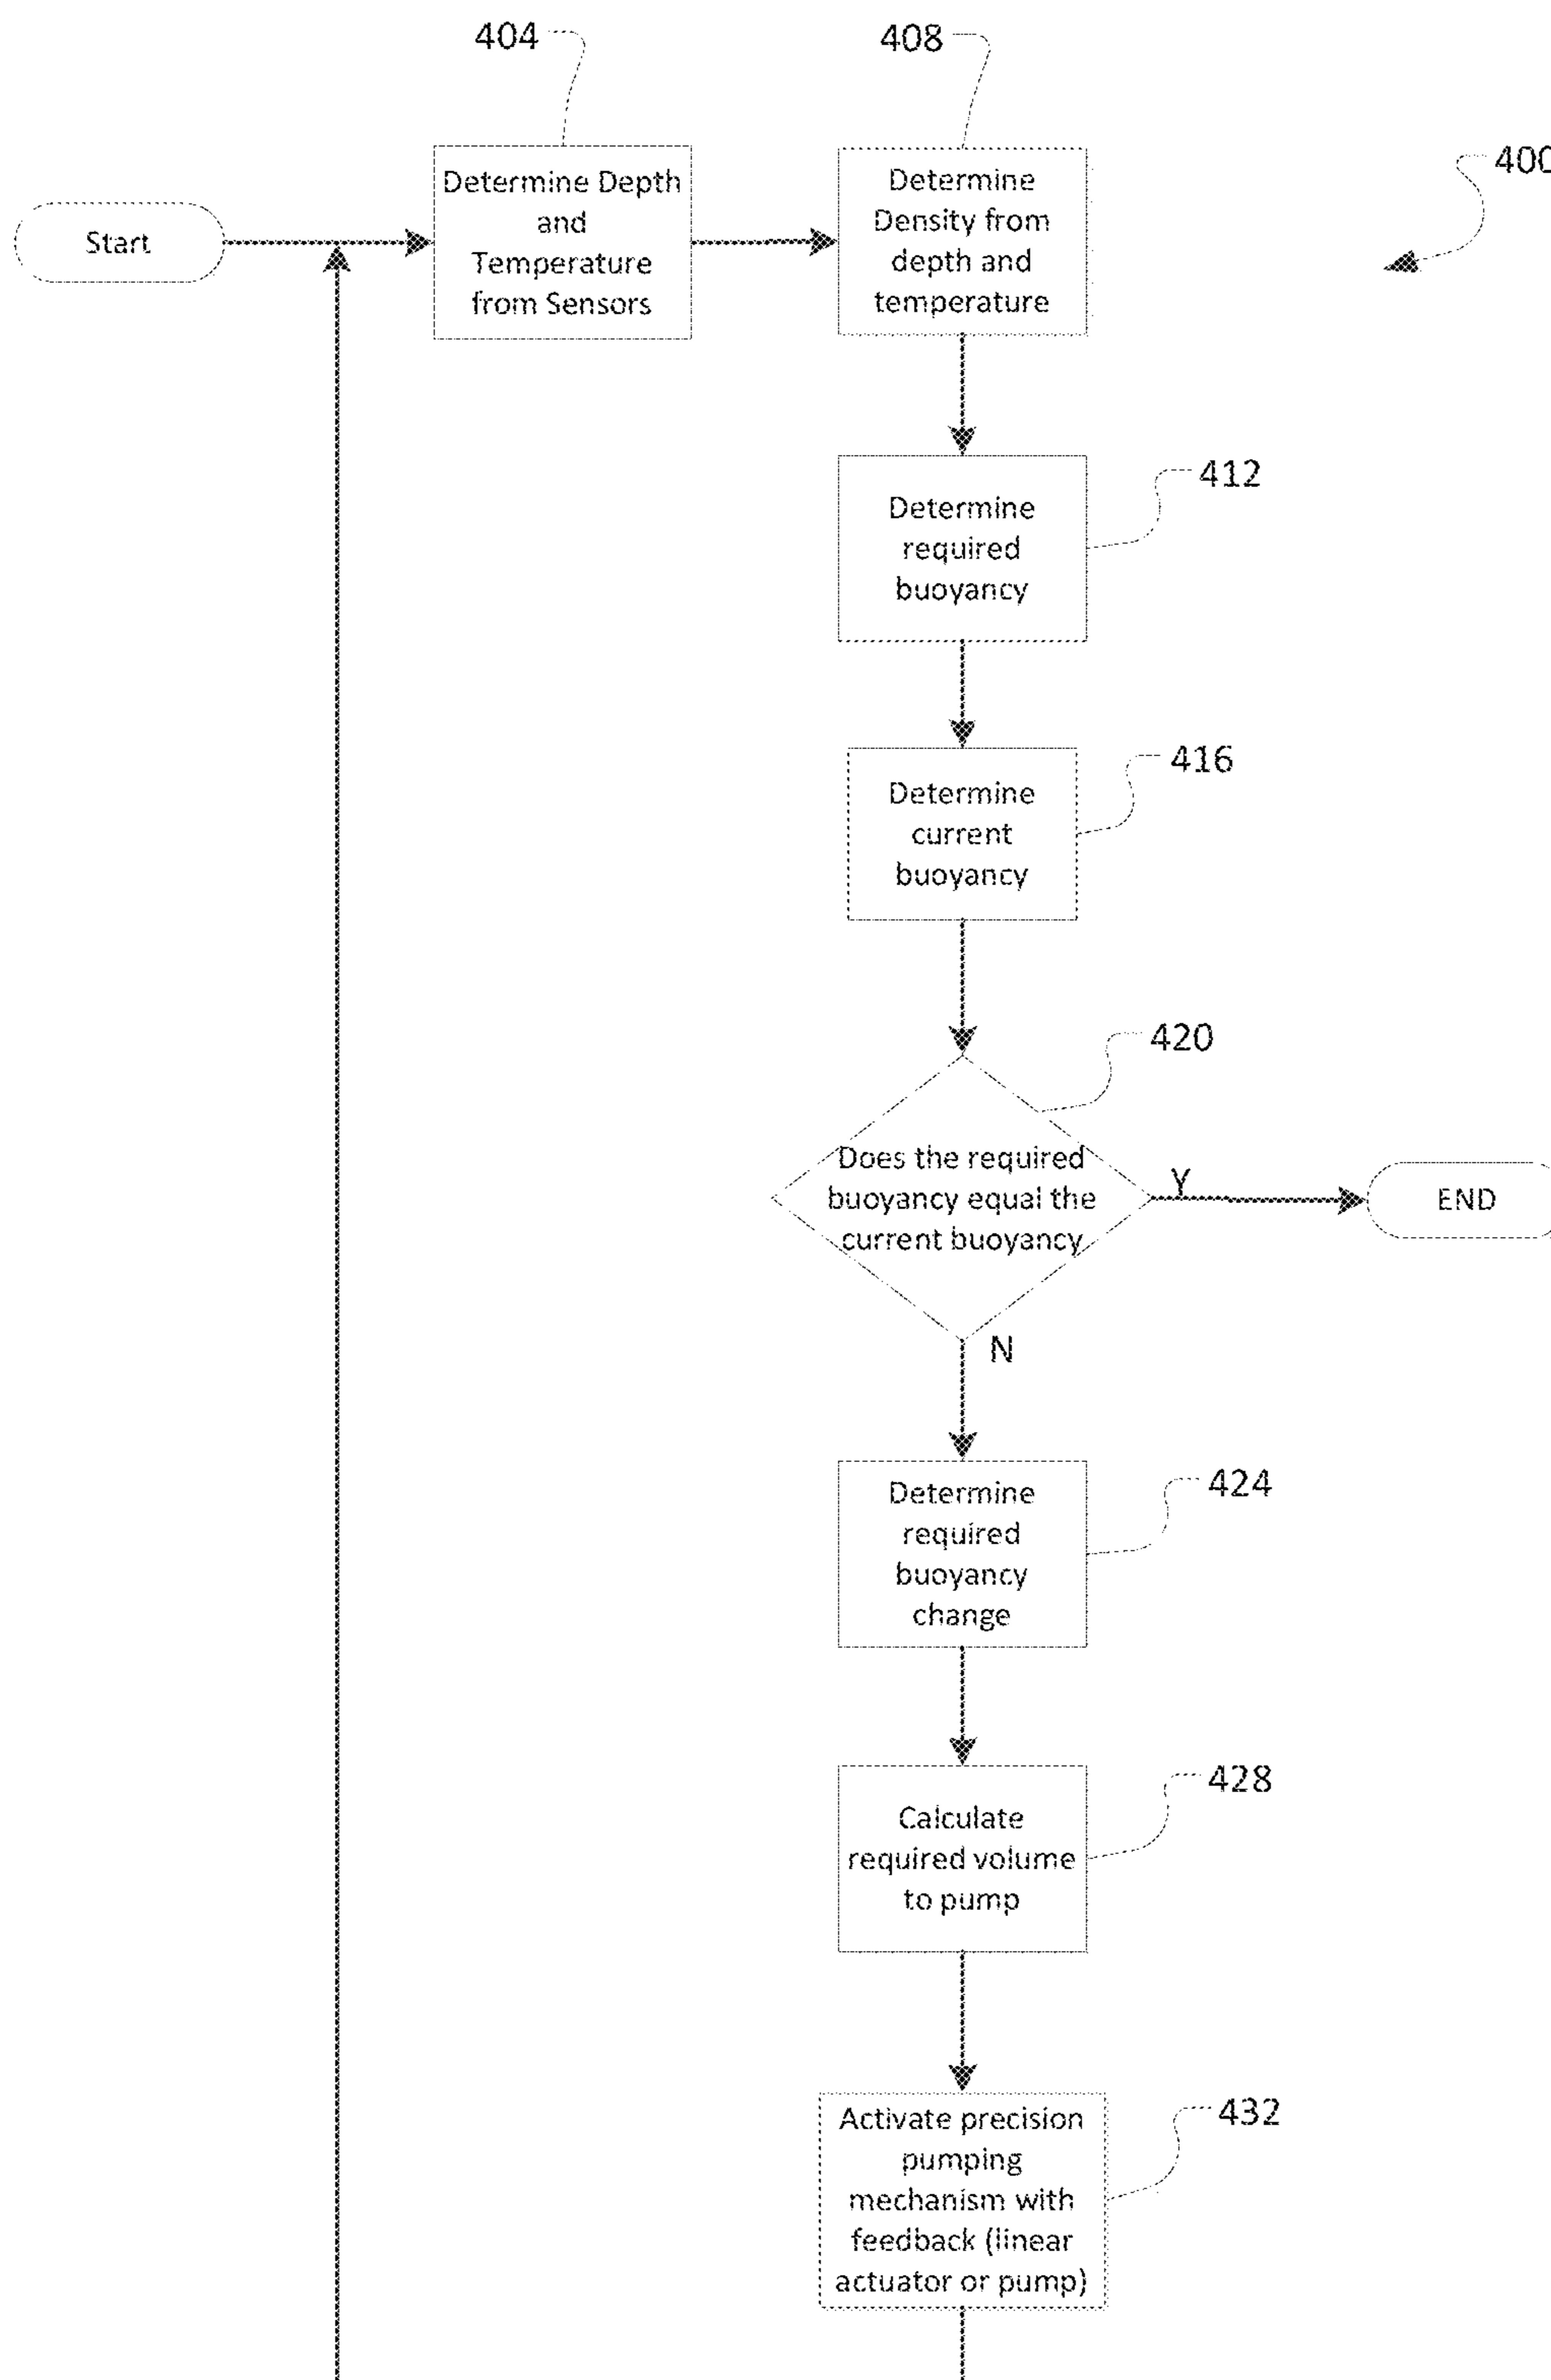 404
408
400
Start
Determine Depth
and
Temperature
from Sensors
Determine
Density from
depth and
temperature
412
Determine
required
buoyancy
416
Determine
current
buoyancy
420
Does the required
buoyancy equal the
current buoyancy
Y
END
N
424
Determine
required
buoyancy
change
428
Calculate
required volume
to pump
432
Activate precision
pumping
mechanism with
feedback (linear
actuator or pump)